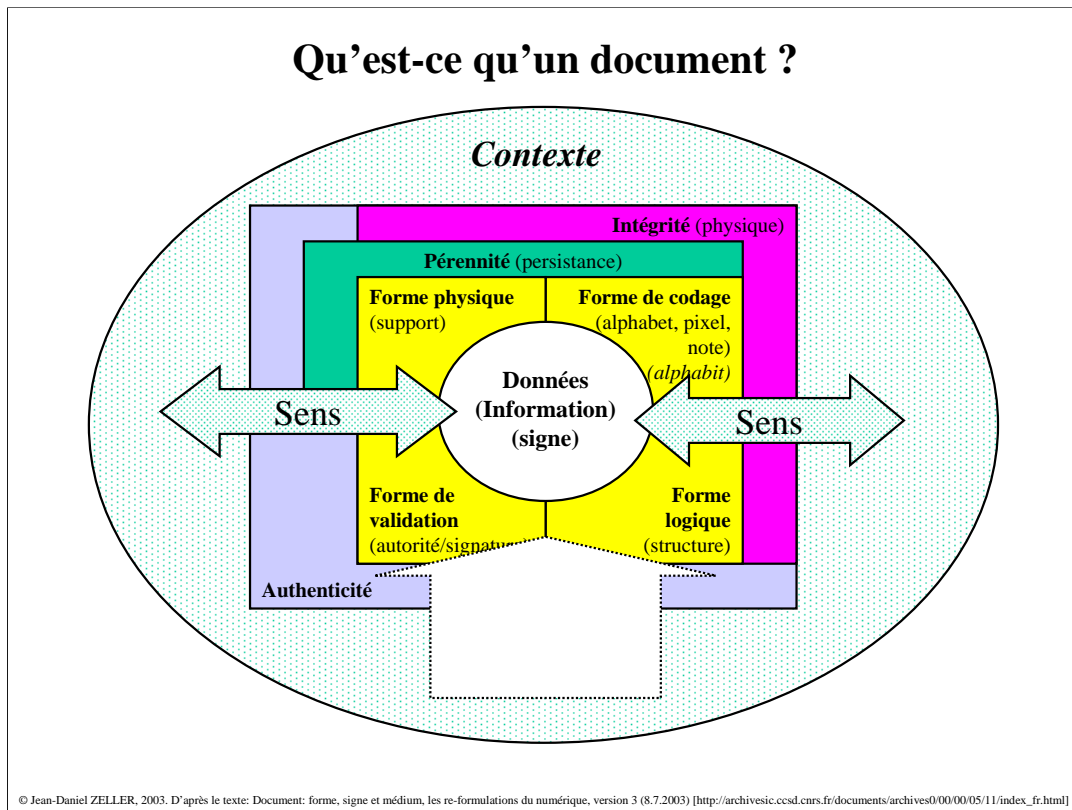 Qu’est-ce qu’un document ?
Contexte
Intégrité (physique)
Pérennité (persistance)
Forme physique
(support)
Forme de codage
(alphabet, pixel,
note)
(alphabit)
Données
(Information)
(signe)
Sens
Sens
Forme de
validation
(autorité/signatu
Forme
logique
(structure)
Authenticité
© Jean-Daniel ZELLER, 2003. D’après le texte: Document: forme, signe et médium, les re-formulations du numérique, version 3 (8.7.2003) [http://archivesic.ccsd.cnrs.fr/documents/archives0/00/00/05/11/index_fr.html]